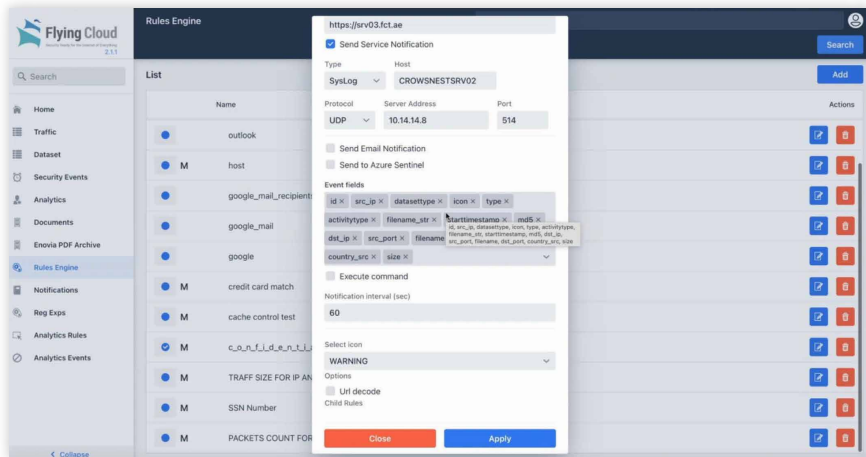 Flying Cloud
2.1.1
Search
Home
Traffic
Dataset
Security Events
Analytics
Documents
Enovia PDF Archive
Rules Engine
Notifications
Reg Exps
Analytics Rules
Analytics Events
Collapse
Rules Engine
Search
List
Add
Name
Actions
outlook
M host
google_mail_recipients
google_mail
google
M credit card match
M cache control test
M c_o_n_f_i_d_e_n_t_i_a
M TRAFF SIZE FOR IP AN
M SSN Number
M PACKETS COUNT FOR
https://srv03.fct.ae
Send Service Notification
Type Host
SysLog CROWSNESTSRV02
Protocol Server Address Port
UDP 10.14.14.8 514
Send Email Notification
Send to Azure Sentinel
Event fields
id × src_ip × datasettype × icon × type ×
activitytype × filename_str × starttimestamp × md5 ×
dst_ip × src_port × filename
country_src × size ×
id, src_ip, datasettype, icon, type, activitytype,
filename_str, starttimestamp, md5, dst_ip,
src_port, filename, dst_port, country_src, size
Execute command
Notification interval (sec)
60
Select icon
WARNING
Options
Url decode
Child Rules
Close Apply